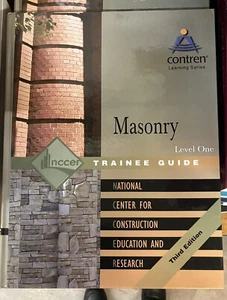 contren
Learning Series
Masonry
Level One
nccer
TRAINEE GUIDE
NATIONAL
CENTER FOR
CONSTRUCTION
EDUCATION AND
RESEARCH
Third Edition